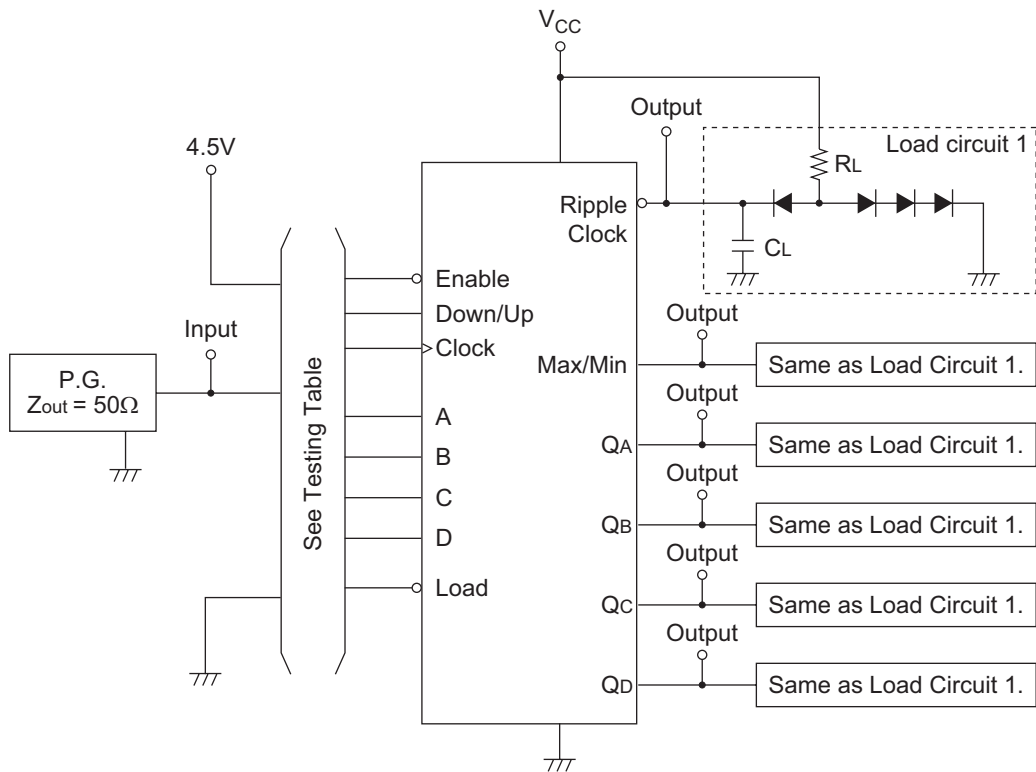 VCC
Output
4.5V
Load circuit 1
RL
Ripple
Clock
CL
Enable
Down/Up
Clock
Input
Output
Max/Min
Same as Load Circuit 1.
P.G.
Zout = 50Ω
See Testing Table
A
B
C
D
Load
Output
QA
Same as Load Circuit 1.
Output
QB
Same as Load Circuit 1.
Output
QC
Same as Load Circuit 1.
Output
QD
Same as Load Circuit 1.